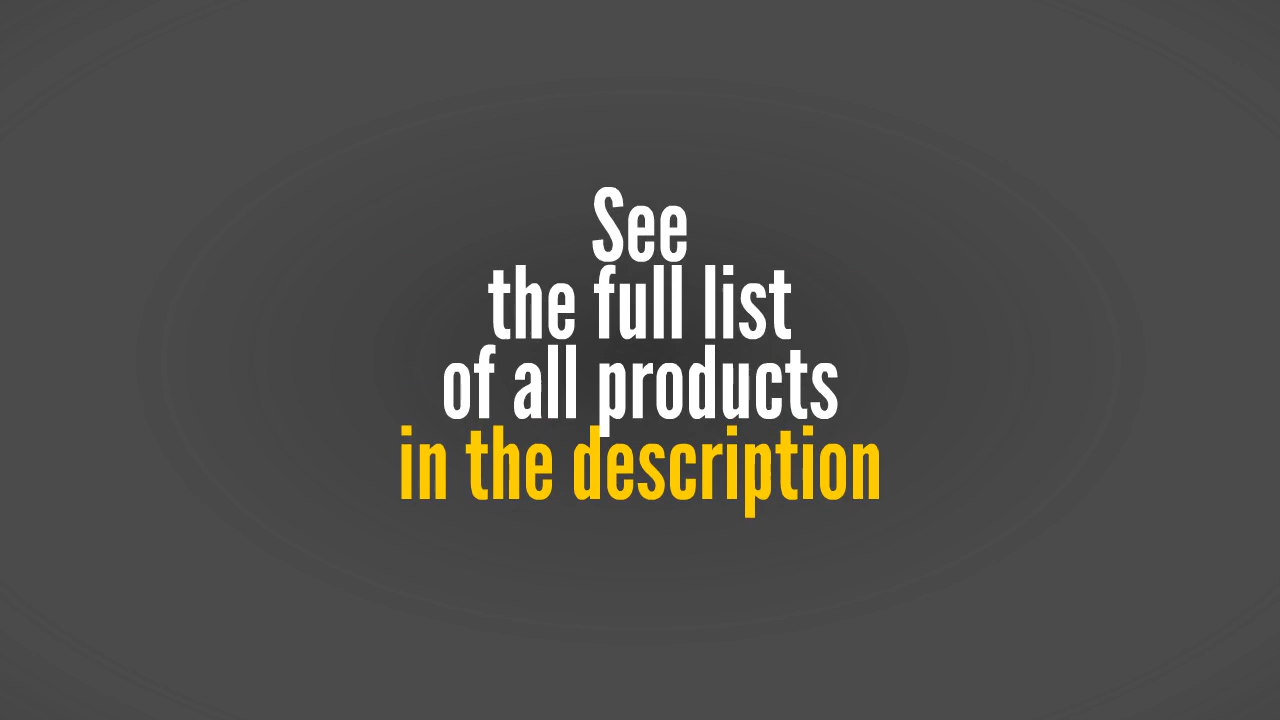 See
the full list
of all products
in the description